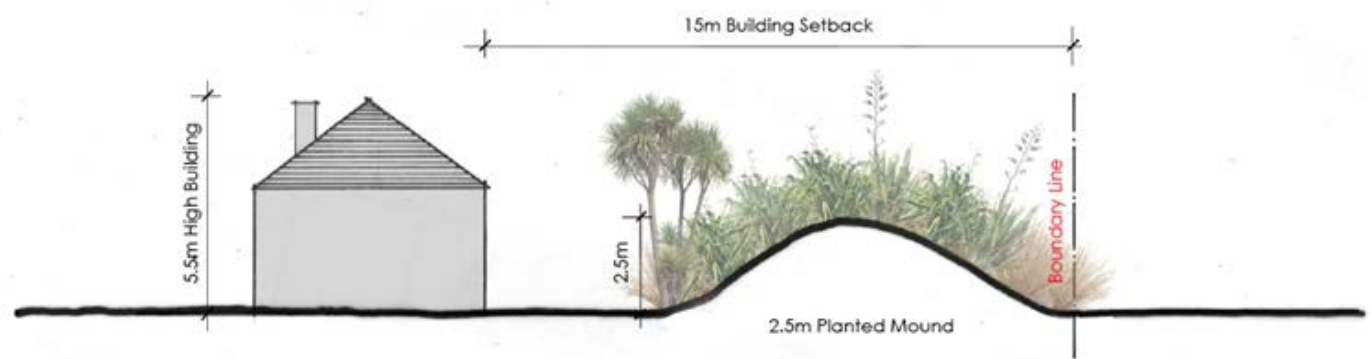 15m Building Setback
5.5m High Building
2.5m
Boundary Line
2.5m Planted Mound